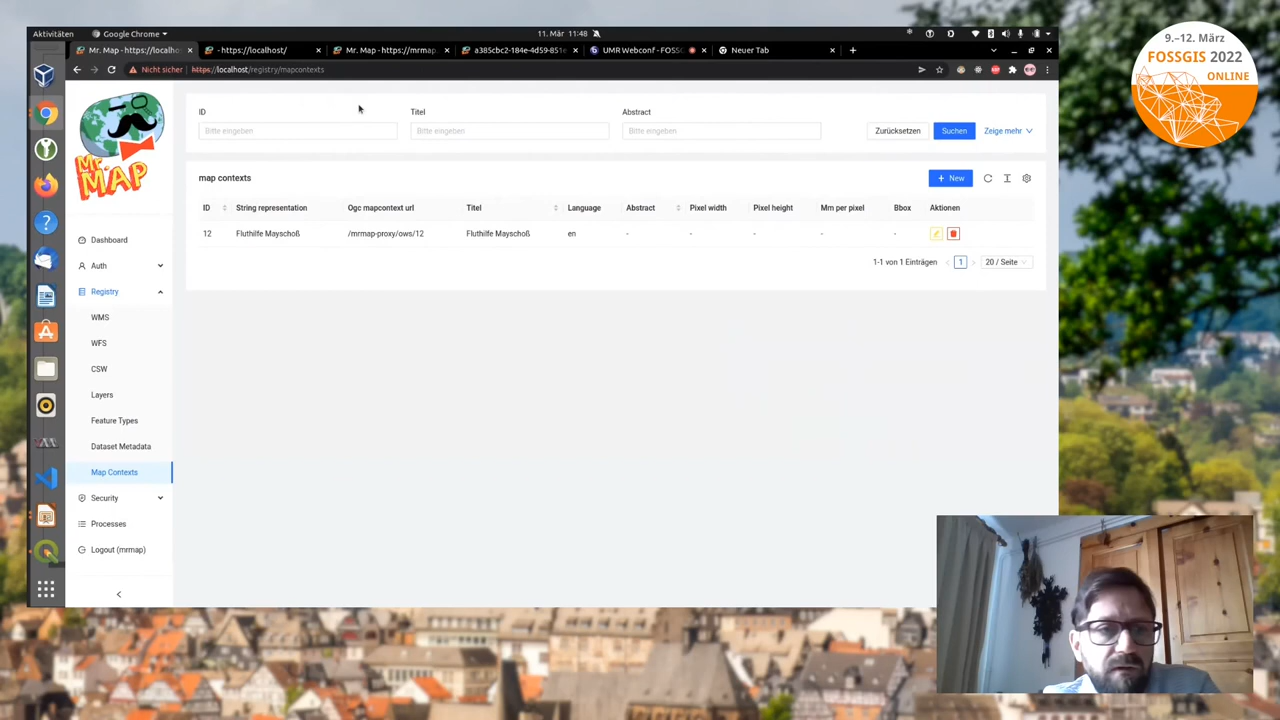 Aktivitäten
Google Chrome
11. Mär 11:48
Mr. Map - https://localho
- https://localhost/
Mr. Map - https://mrmap.
a385cbc2-184e-4d59-851e
UMR Webconf - FOSSG
Neuer Tab
Nicht sicher
https://localhost/registry/mapcontexts
9.–12. März
FOSSGIS 2022
ONLINE
Mr. MAP
ID
Titel
Abstract
Bitte eingeben
Bitte eingeben
Bitte eingeben
Zurücksetzen
Suchen
Zeige mehr
map contexts
+ New
ID
String representation
Ogc mapcontext url
Titel
Language
Abstract
Pixel width
Pixel height
Mm per pixel
Bbox
Aktionen
12
Fluthilfe Mayschoß
/mrmap-proxy/ows/12
Fluthilfe Mayschoß
en
-
-
-
-
-
1-1 von 1 Einträgen
1
20 / Seite
Dashboard
Auth
Registry
WMS
WFS
CSW
Layers
Feature Types
Dataset Metadata
Map Contexts
Security
Processes
Logout (mrmap)